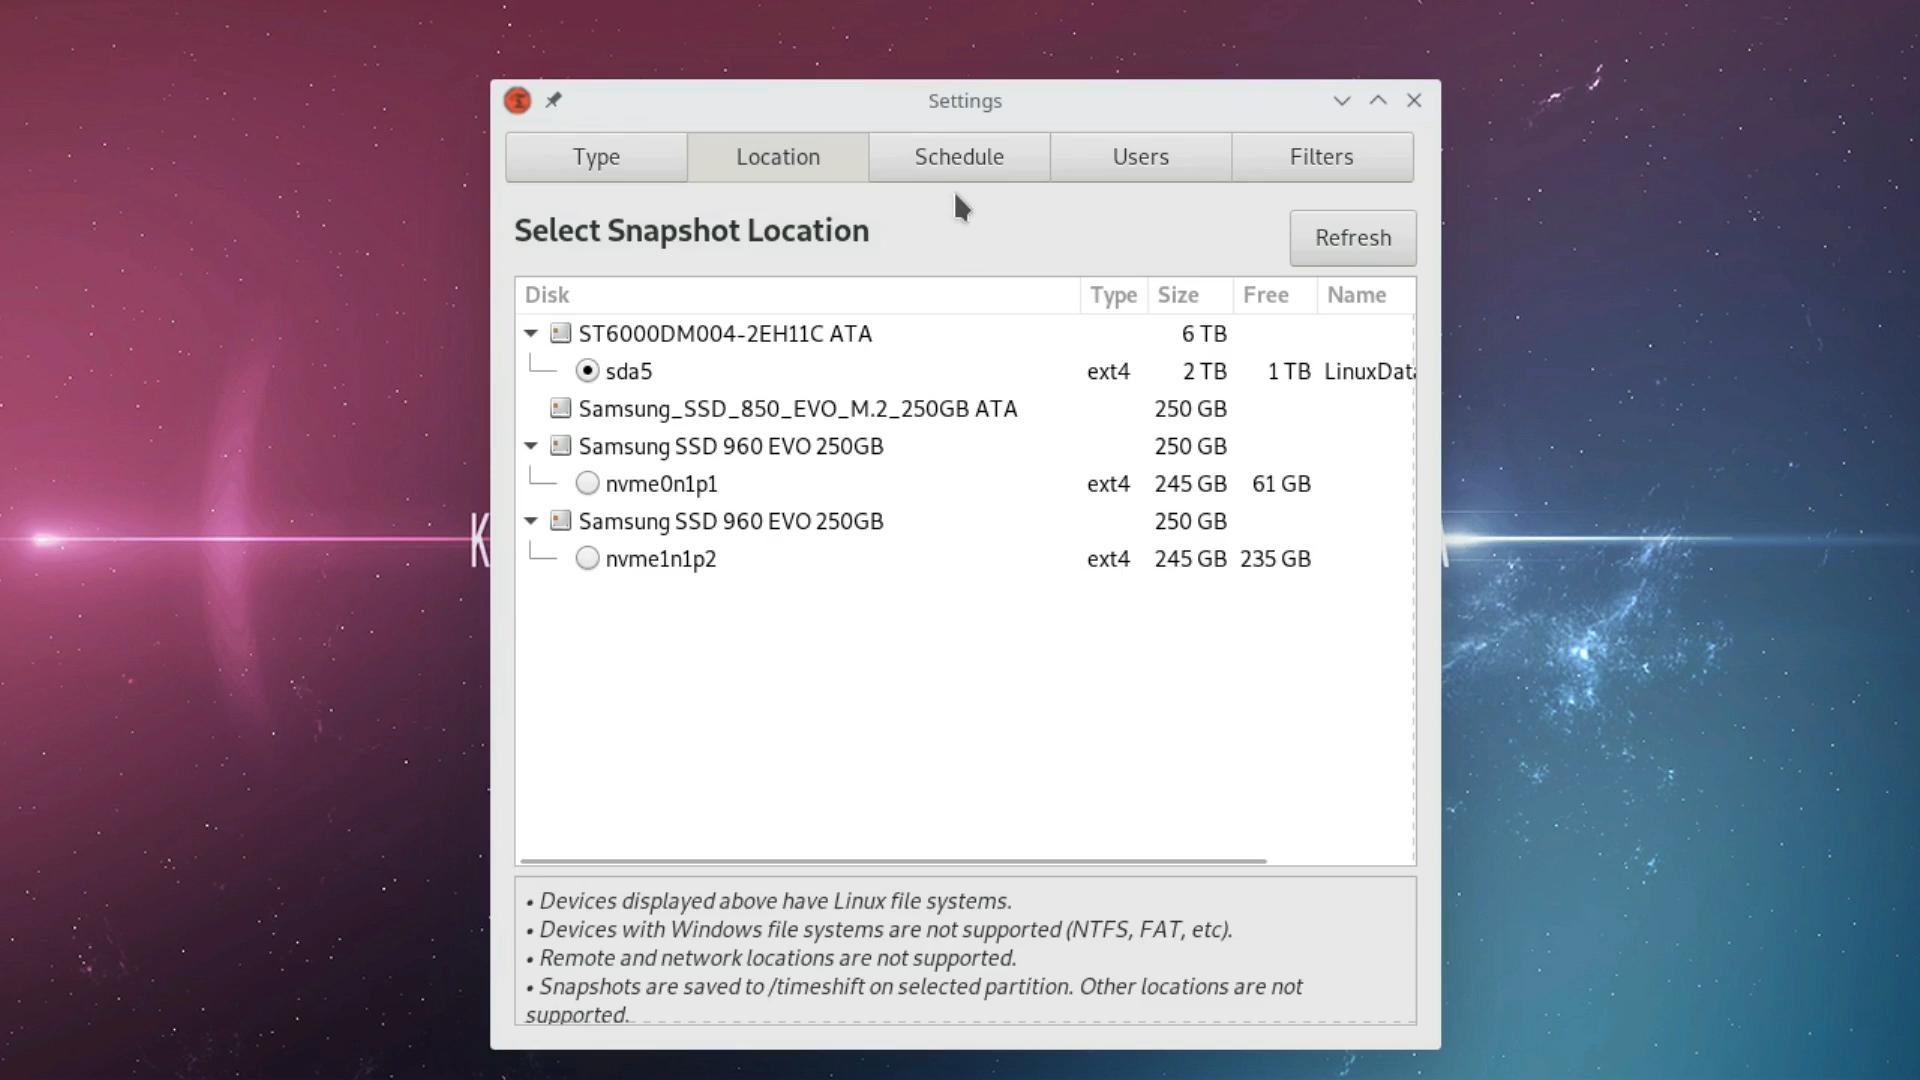 Settings
Type Location Schedule Users Filters
Select Snapshot Location
Refresh
Disk Type Size Free Name
ST6000DM004-2EH11C ATA 6 TB
sda5 ext4 2 TB 1 TB LinuxData
Samsung_SSD_850_EVO_M.2_250GB ATA 250 GB
Samsung SSD 960 EVO 250GB 250 GB
nvme0n1p1 ext4 245 GB 61 GB
Samsung SSD 960 EVO 250GB 250 GB
K
nvme1n1p2 ext4 245 GB 235 GB
• Devices displayed above have Linux file systems.
• Devices with Windows file systems are not supported (NTFS, FAT, etc).
• Remote and network locations are not supported.
• Snapshots are saved to /timeshift on selected partition. Other locations are not
supported.